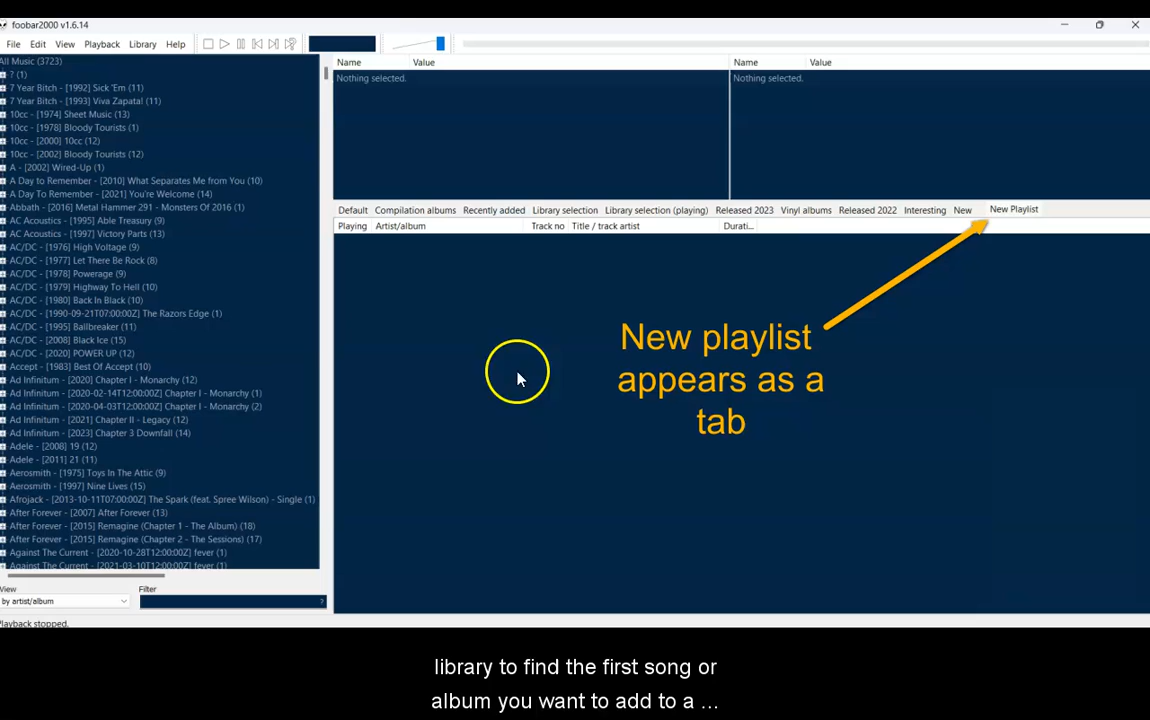 foobar2000 v1.6.14
File Edit View Playback Library Help
All Music (3723)
? (1)
7 Year Bitch - [1992] Sick 'Em (11)
7 Year Bitch - [1993] Viva Zapata! (11)
10cc - [1974] Sheet Music (13)
10cc - [1978] Bloody Tourists (1)
10cc - [2000] 10cc (12)
10cc - [2002] Bloody Tourists (12)
A - [2002] Wired-Up (1)
A Day to Remember - [2010] What Separates Me from You (10)
A Day To Remember - [2021] You're Welcome (14)
Abbath - [2016] Metal Hammer 291 - Monsters Of 2016 (1)
AC Acoustics - [1995] Able Treasury (9)
AC Acoustics - [1997] Victory Parts (13)
AC/DC - [1976] High Voltage (9)
AC/DC - [1977] Let There Be Rock (8)
AC/DC - [1978] Powerage (9)
AC/DC - [1979] Highway To Hell (10)
AC/DC - [1980] Back In Black (10)
AC/DC - [1990-09-21T07:00:00Z] The Razors Edge (1)
AC/DC - [1995] Ballbreaker (11)
AC/DC - [2008] Black Ice (15)
AC/DC - [2020] POWER UP (12)
Accept - [1983] Best Of Accept (10)
Ad Infinitum - [2020] Chapter I - Monarchy (12)
Ad Infinitum - [2020-02-14T12:00:00Z] Chapter I - Monarchy (1)
Ad Infinitum - [2020-04-03T12:00:00Z] Chapter I - Monarchy (2)
Ad Infinitum - [2021] Chapter II - Legacy (12)
Ad Infinitum - [2023] Chapter 3 Downfall (14)
Adele - [2008] 19 (12)
Adele - [2011] 21 (11)
Aerosmith - [1975] Toys In The Attic (9)
Aerosmith - [1997] Nine Lives (15)
Afrojack - [2013-10-11T07:00:00Z] The Spark (feat. Spree Wilson) - Single (1)
After Forever - [2007] After Forever (13)
After Forever - [2015] Remagine (Chapter 1 - The Album) (18)
After Forever - [2015] Remagine (Chapter 2 - The Sessions) (17)
Against The Current - [2020-10-28T12:00:00Z] fever (1)
Against The Current - [2021-03-10T12:00:00Z] fever (1)
View Filter
by artist/album ?
Playback stopped.
Name Value
Nothing selected.
Name Value
Nothing selected.
Default Compilation albums Recently added Library selection Library selection (playing) Released 2023 Vinyl albums Released 2022 Interesting New New Playlist
Playing Artist/album Track no Title / track artist Durati...
New playlist
appears as a
tab
library to find the first song or
album you want to add to a ...